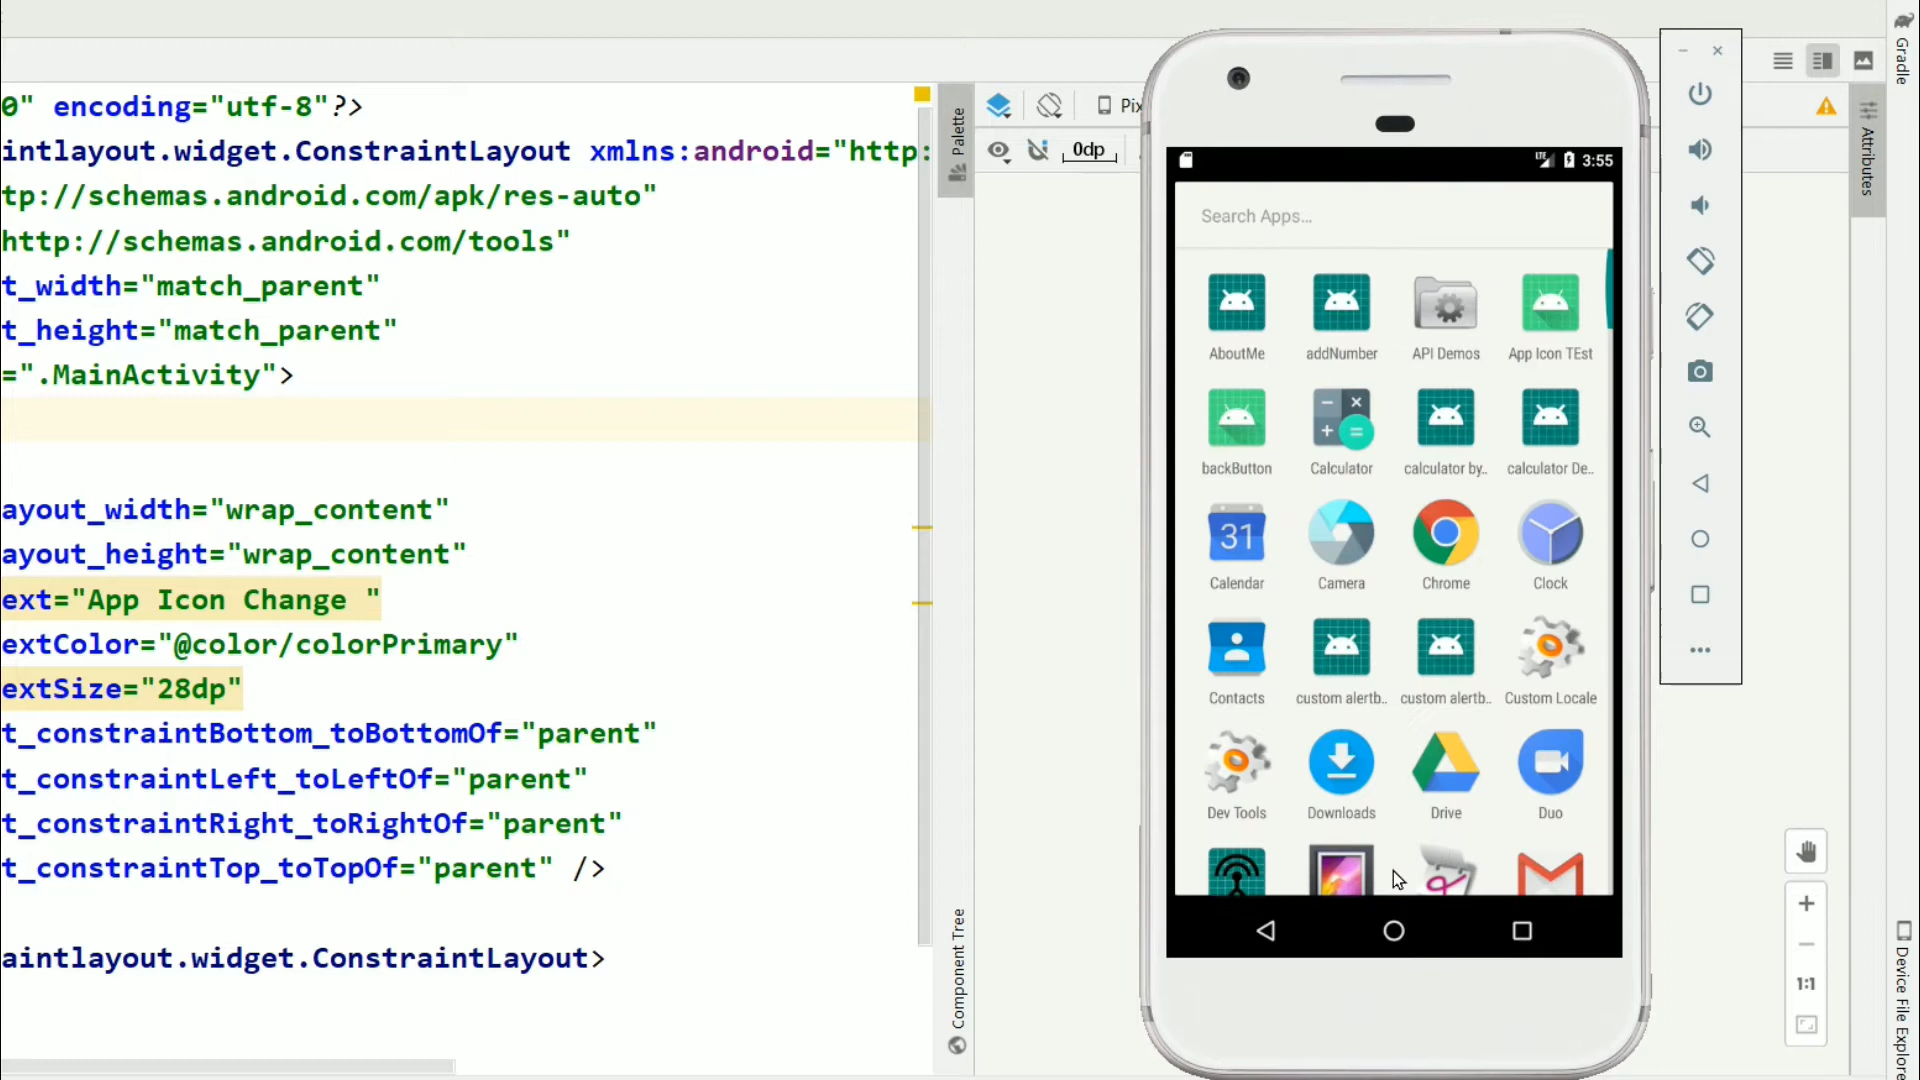 0" encoding="utf-8"?>
intlayout.widget.ConstraintLayout xmlns:android="http:
tp://schemas.android.com/apk/res-auto"
http://schemas.android.com/tools"
t_width="match_parent"
t_height="match_parent"
=".MainActivity">
ayout_width="wrap_content"
ayout_height="wrap_content"
ext="App Icon Change "
extColor="@color/colorPrimary"
extSize="28dp"
t_constraintBottom_toBottomOf="parent"
t_constraintLeft_toLeftOf="parent"
t_constraintRight_toRightOf="parent"
t_constraintTop_toTopOf="parent" />
aintlayout.widget.ConstraintLayout>
Palette
Component Tree
Pix
0dp
LTE 3:55
Search Apps...
AboutMe addNumber API Demos App Icon TEst
backButton Calculator calculator by.. calculator De..
31
Calendar Camera Chrome Clock
Contacts custom alertb.. custom alertb.. Custom Locale
Dev Tools Downloads Drive Duo
1:1
Gradle
Attributes
Device File Explore